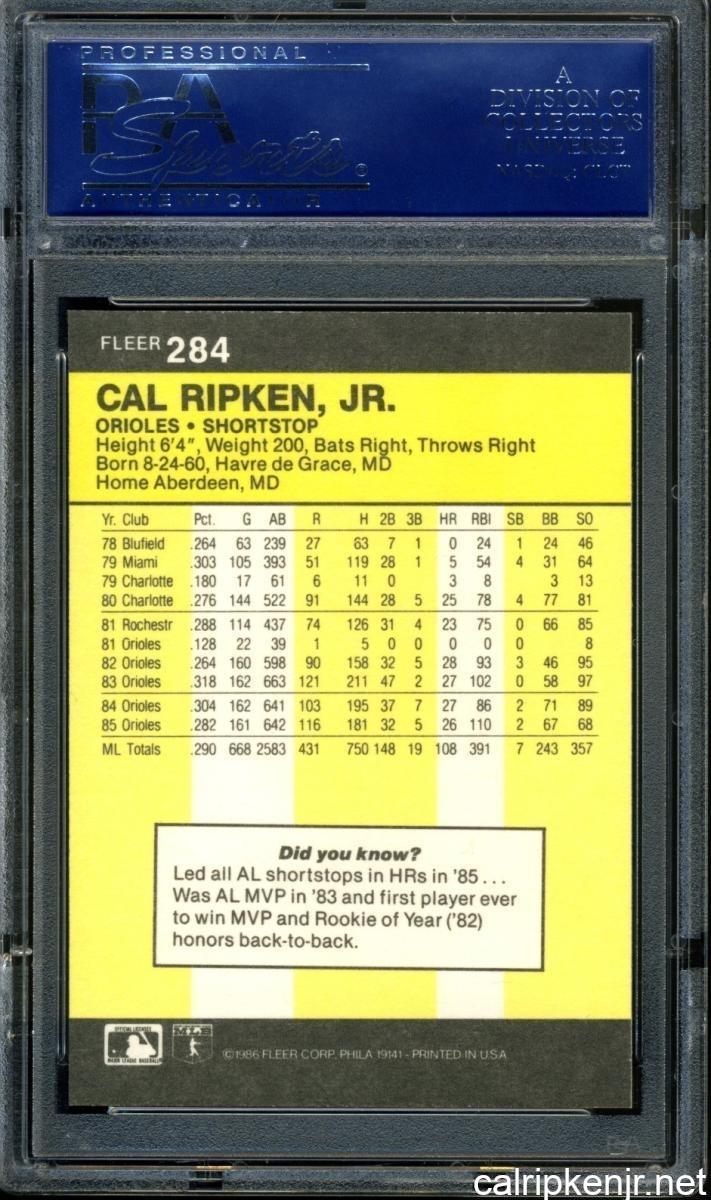 PROFESSIONAL
PSA
Sports
AUTHENTICATOR
A
DIVISION OF
COLLECTORS
UNIVERSE
NASDAQ: CLCT
FLEER 284
CAL RIPKEN, JR.
ORIOLES • SHORTSTOP
Height 6'4", Weight 200, Bats Right, Throws Right
Born 8-24-60, Havre de Grace, MD
Home Aberdeen, MD
Yr. Club Pct. G AB R H 2B 3B HR RBI SB BB SO
78 Blufield .264 63 239 27 63 7 1 0 24 1 24 46
79 Miami .303 105 393 51 119 28 1 5 54 4 31 64
79 Charlotte .180 17 61 6 11 0 3 8 3 13
80 Charlotte .276 144 522 91 144 28 5 25 78 4 77 81
81 Rochestr .288 114 437 74 126 31 4 23 75 0 66 85
81 Orioles .128 22 39 1 5 0 0 0 0 0 8
82 Orioles .264 160 598 90 158 32 5 28 93 3 46 95
83 Orioles .318 162 663 121 211 47 2 27 102 0 58 97
84 Orioles .304 162 641 103 195 37 7 27 86 2 71 89
85 Orioles .282 161 642 116 181 32 5 26 110 2 67 68
ML Totals .290 668 2583 431 750 148 19 108 391 7 243 357
Did you know?
Led all AL shortstops in HRs in '85...
Was AL MVP in '83 and first player ever
to win MVP and Rookie of Year ('82)
honors back-to-back.
OFFICIAL LICENSEE
MAJOR LEAGUE BASEBALL
©1986 FLEER CORP. PHILA 19141 - PRINTED IN U.S.A
PSA
calripkenjr.net